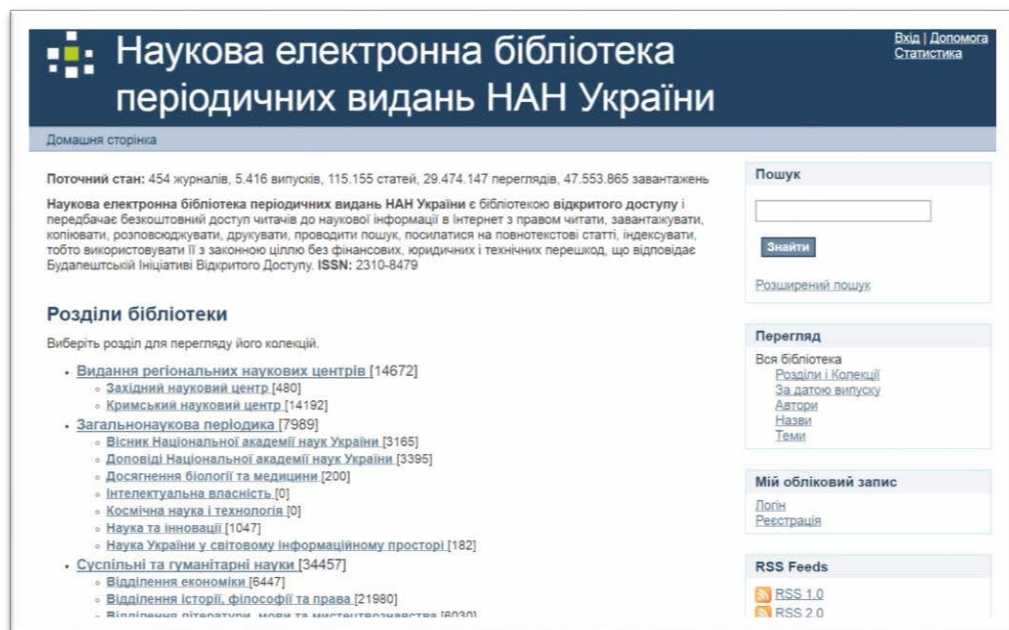 Наукова електронна бібліотека
періодичних видань НАН України
Вхід | Допомога
Статистика
Домашня сторінка
Поточний стан: 454 журналів, 5.416 випусків, 115.155 статей, 29.474.147 переглядів, 47.553.865 завантажень
Наукова електронна бібліотека періодичних видань НАН України є бібліотекою відкритого доступу і
передбачає безкоштовний доступ читачів до наукової інформації в Інтернет з правом читати, завантажувати,
копіювати, розповсюджувати, друкувати, проводити пошук, посилатися на повнотекстові статті, індексувати,
тобто використовувати її з законною ціллю без фінансових, юридичних і технічних перешкод, що відповідає
Будапештській Ініціативі Відкритого Доступу. ISSN: 2310-8479
Розділи бібліотеки
Виберіть розділ для перегляду його колекцій.
Видання регіональних наукових центрів [14672]
Західний науковий центр [480]
Кримський науковий центр [14192]
Загальнонаукова періодика [7989]
Вісник Національної академії наук України [3165]
Доповіді Національної академії наук України [3395]
Досягнення біології та медицини [200]
Інтелектуальна власність [0]
Космічна наука і технологія [0]
Наука та інновації [1047]
Наука України у світовому інформаційному просторі [182]
Суспільні та гуманітарні науки [34457]
Відділення економіки [6447]
Відділення історії, філософії та права [21980]
Відділення літератури, мови та мистецтвознавства [6030]
Пошук
Знайти
Розширений пошук
Перегляд
Вся бібліотека
Розділи і Колекції
За датою випуску
Автори
Назви
Теми
Мій обліковий запис
Логін
Реєстрація
RSS Feeds
RSS 1.0
RSS 2.0